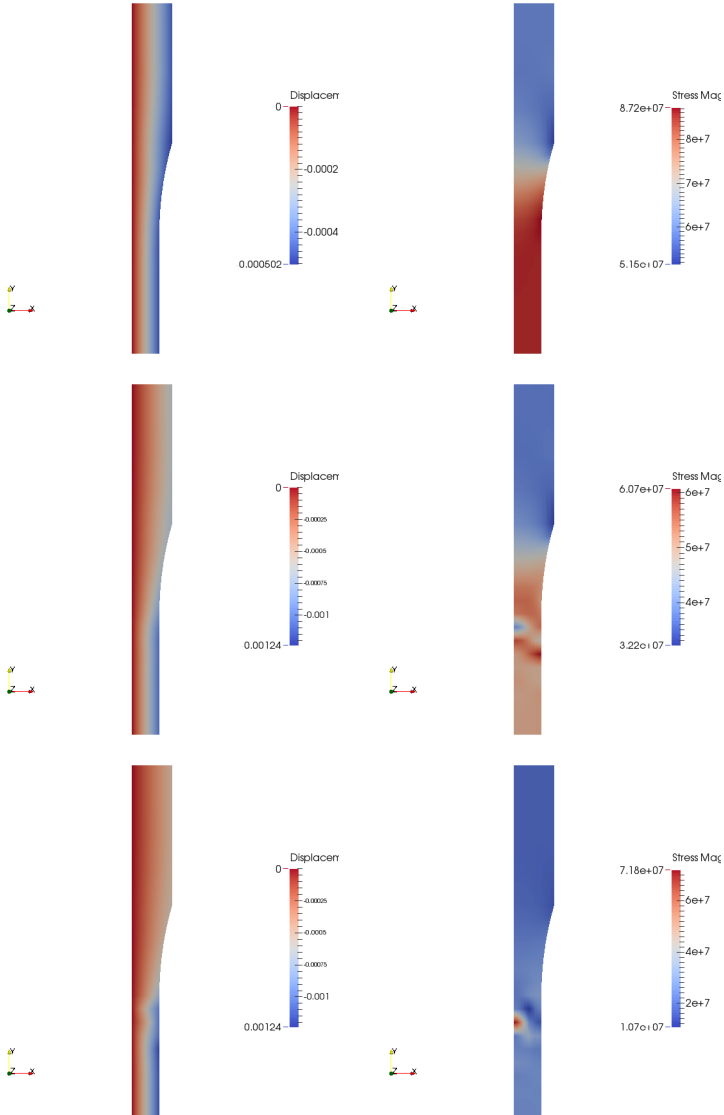 Displacem
0
-0.0002
-0.0004
0.000502
Y
Z X
Stress Mag
8.72e+07
8e+7
7e+7
6e+7
5.15e+07
Y
Z X
Displacem
0
-0.00025
-0.0005
-0.00075
-0.001
0.00124
Y
Z X
Stress Mag
6.07e+07
6e+7
5e+7
4e+7
3.22e+07
Y
Z X
Displacem
0
-0.00025
-0.0005
-0.00075
-0.001
0.00124
Y
Z X
Stress Mag
7.18e+07
6e+7
4e+7
2e+7
1.07e+07
Y
Z X